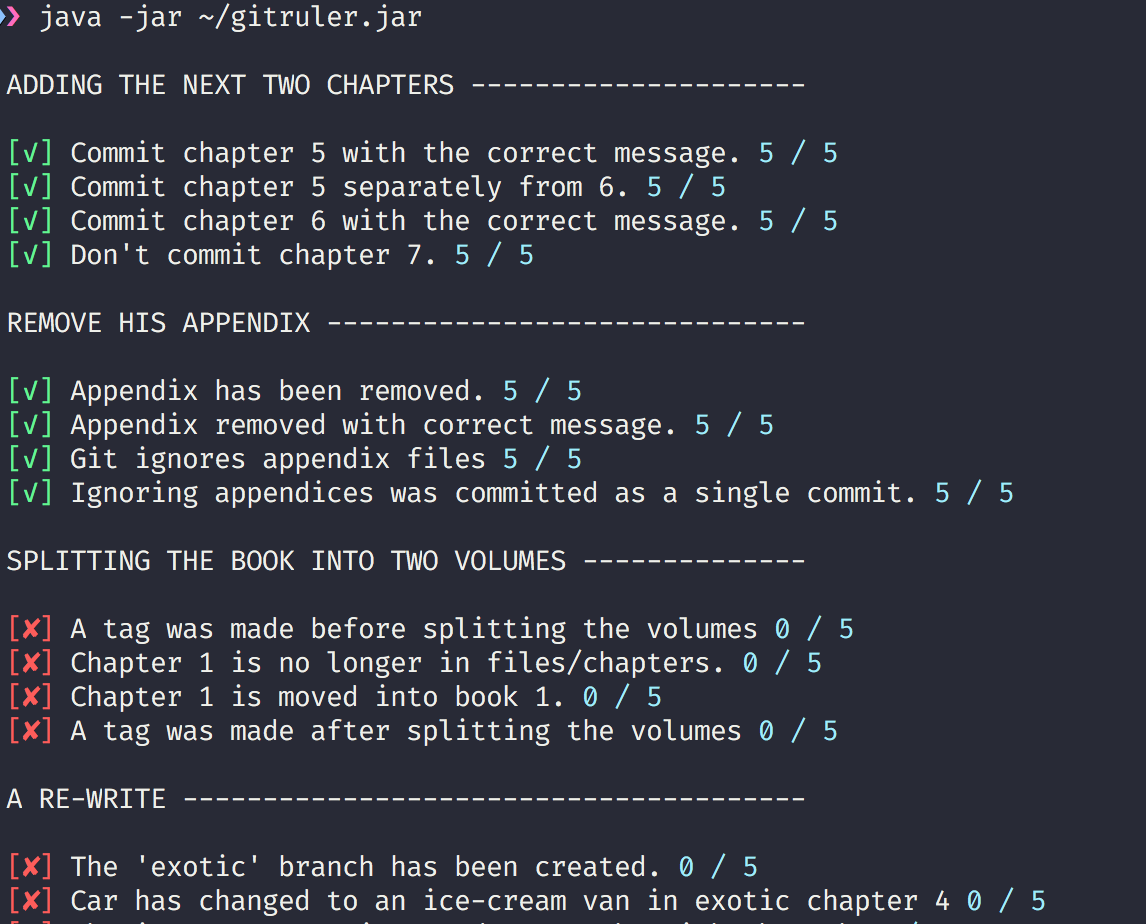 ❯ java -jar ~/gitruler.jar
ADDING THE NEXT TWO CHAPTERS ---------------------
[√] Commit chapter 5 with the correct message. 5 / 5
[√] Commit chapter 5 separately from 6. 5 / 5
[√] Commit chapter 6 with the correct message. 5 / 5
[√] Don't commit chapter 7. 5 / 5
REMOVE HIS APPENDIX ------------------------------
[√] Appendix has been removed. 5 / 5
[√] Appendix removed with correct message. 5 / 5
[√] Git ignores appendix files 5 / 5
[√] Ignoring appendices was committed as a single commit. 5 / 5
SPLITTING THE BOOK INTO TWO VOLUMES --------------
[✘] A tag was made before splitting the volumes 0 / 5
[✘] Chapter 1 is no longer in files/chapters. 0 / 5
[✘] Chapter 1 is moved into book 1. 0 / 5
[✘] A tag was made after splitting the volumes 0 / 5
A RE-WRITE ---------------------------------------
[✘] The 'exotic' branch has been created. 0 / 5
[✘] Car has changed to an ice-cream van in exotic chapter 4 0 / 5